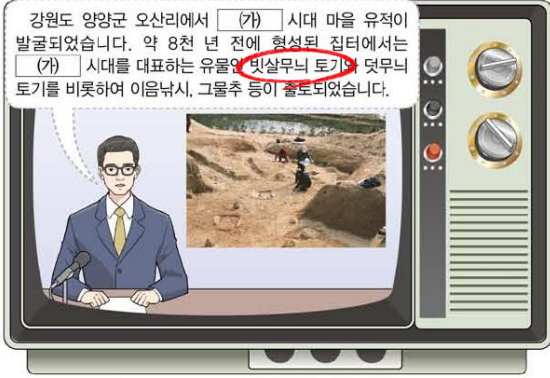 강원도 양양군 오산리에서 (가) 시대 마을 유적이
발굴되었습니다. 약 8천 년 전에 형성된 집터에서는
(가) 시대를 대표하는 유물인 빗살무늬 토기와 덧무늬
토기를 비롯하여 이음낚시, 그물추 등이 출토되었습니다.